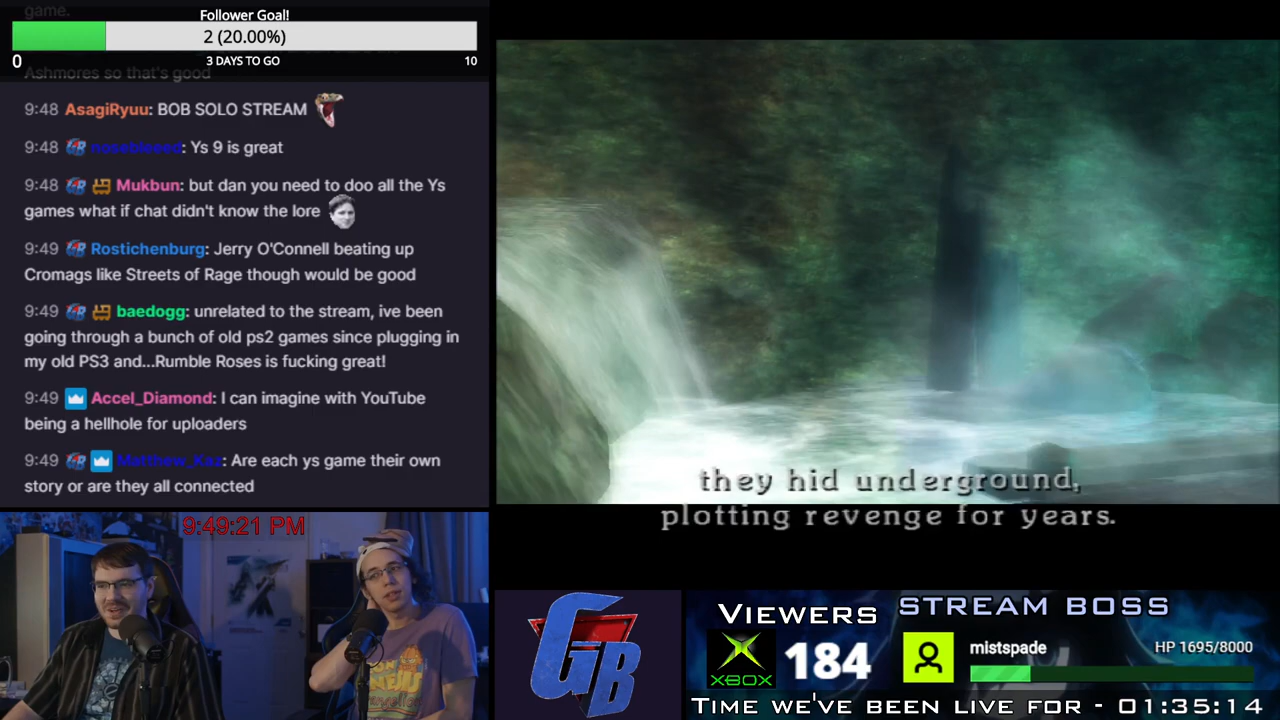 game.
Follower Goal!
2 (20.00%)
0
3 DAYS TO GO
10
Ashmores so that's good
9:48 AsagiRyuu: BOB SOLO STREAM
9:48 nosebleeed: Ys 9 is great
9:48 Mukbun: but dan you need to doo all the Ys
games what if chat didn't know the lore
9:49 Rostichenburg: Jerry O'Connell beating up
Cromags like Streets of Rage though would be good
9:49 baedogg: unrelated to the stream, ive been
going through a bunch of old ps2 games since plugging in
my old PS3 and...Rumble Roses is fucking great!
9:49 Accel_Diamond: I can imagine with YouTube
being a hellhole for uploaders
9:49 Matthew_Kaz: Are each ys game their own
story or are they all connected
they hid underground,
plotting revenge for years.
9:49:21 PM
GB
VIEWERS
XBOX
184
STREAM BOSS
mistspade
HP 1695/8000
TIME WE'VE BEEN LIVE FOR - 01:35:14